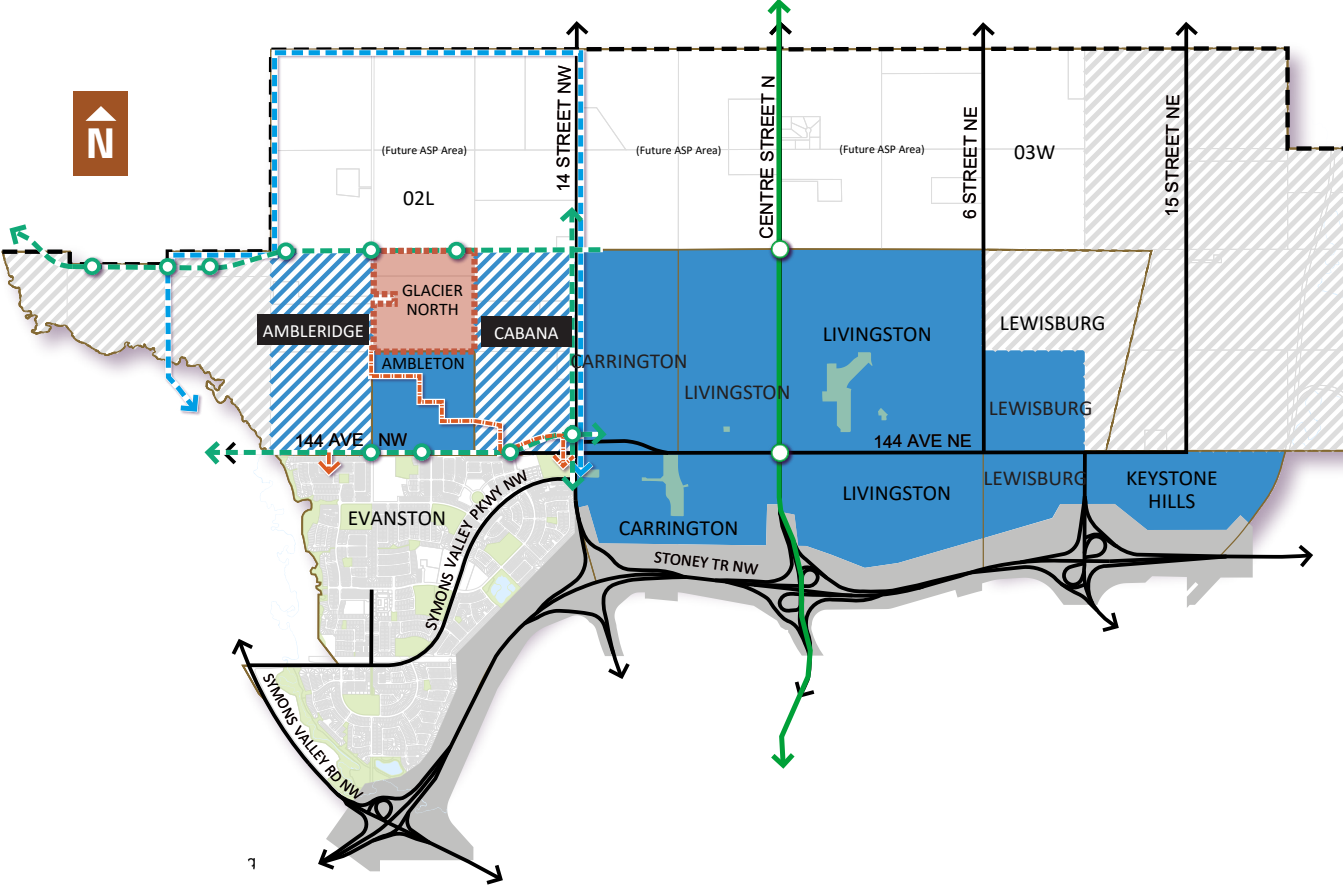 N
14 STREET NW
CENTRE STREET N
6 STREET NE
15 STREET NE
(Future ASP Area)
(Future ASP Area)
(Future ASP Area)
03W
02L
GLACIER
NORTH
AMBLERIDGE
CABANA
LIVINGSTON
LEWISBURG
AMBLETON
CARRINGTON
LIVINGSTON
LEWISBURG
144 AVE NW
144 AVE NE
LEWISBURG
KEYSTONE
HILLS
LIVINGSTON
EVANSTON
SYMONS VALLEY PKWY NW
CARRINGTON
STONEY TR NW
SYMONS VALLEY RD NW